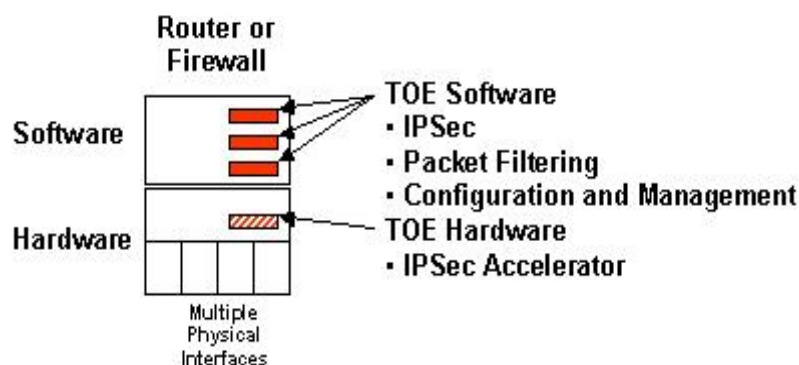 Router or
Firewall
Software
TOE Software
▪ IPSec
▪ Packet Filtering
▪ Configuration and Management
Hardware
TOE Hardware
▪ IPSec Accelerator
Multiple
Physical
Interfaces